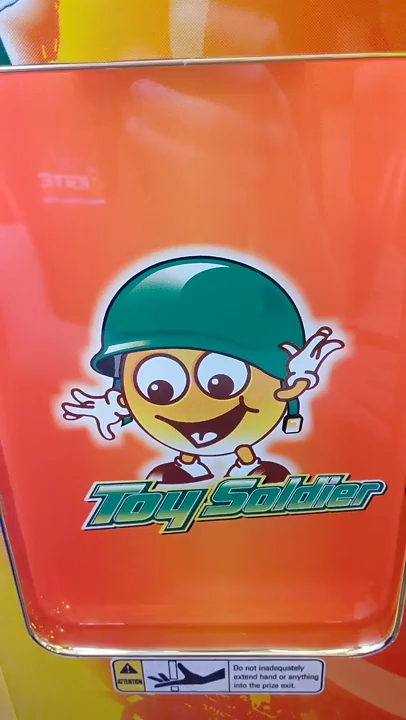 Toy Soldier
ATTENTION
Do not inadequately
extend hand or anything
into the prize exit.